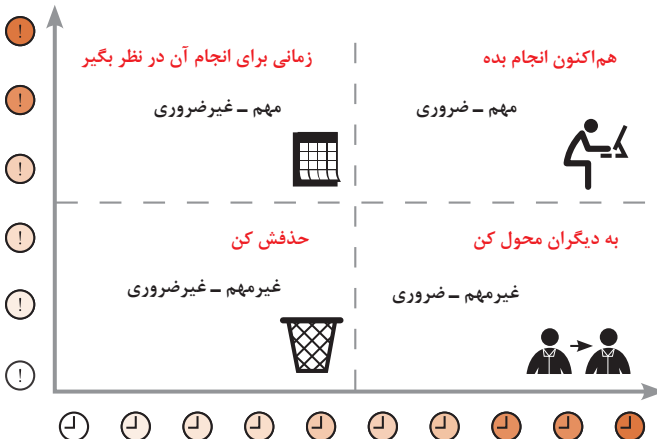 هم‌اکنون انجام بده
زمانی برای انجام آن در نظر بگیر
مهم ـ ضروری
مهم ـ غیرضروری
به دیگران محول کن
حذفش کن
غیرمهم ـ ضروری
غیرمهم ـ غیرضروری
!
!
!
!
!
!